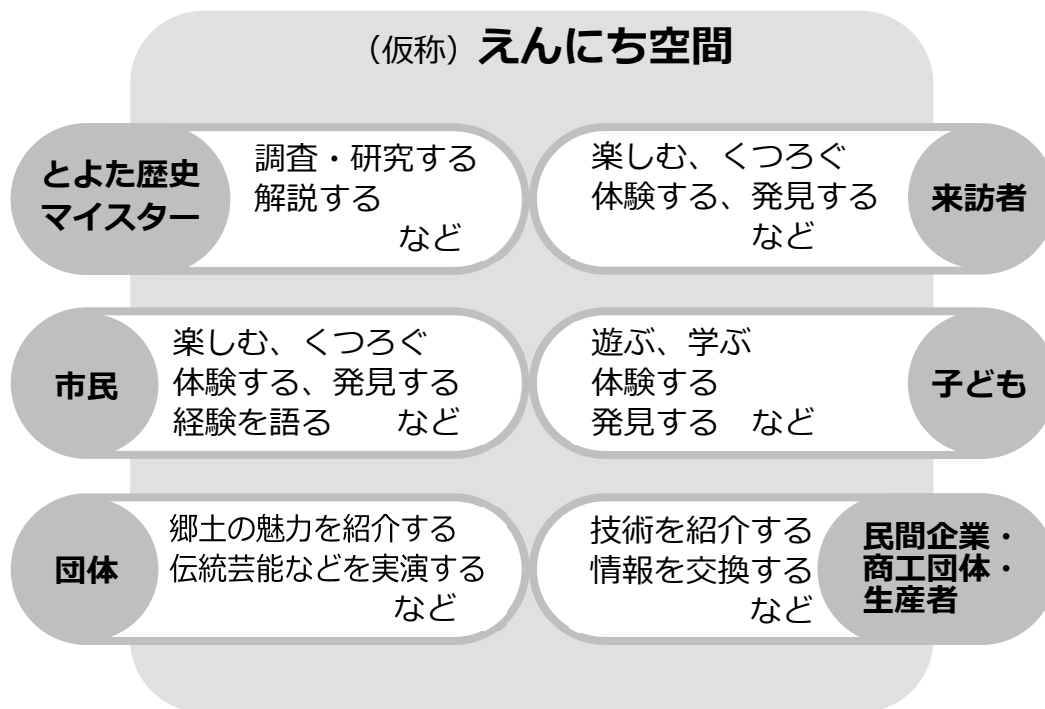 （仮称）えんにち空間
とよた歴史
マイスター
調査・研究する
解説する
など
楽しむ、くつろぐ
体験する、発見する
など
来訪者
市民
楽しむ、くつろぐ
体験する、発見する
経験を語る　　など
遊ぶ、学ぶ
体験する
発見する　など
子ども
団体
郷土の魅力を紹介する
伝統芸能などを実演する
など
技術を紹介する
情報を交換する
など
民間企業・
商工団体・
生産者